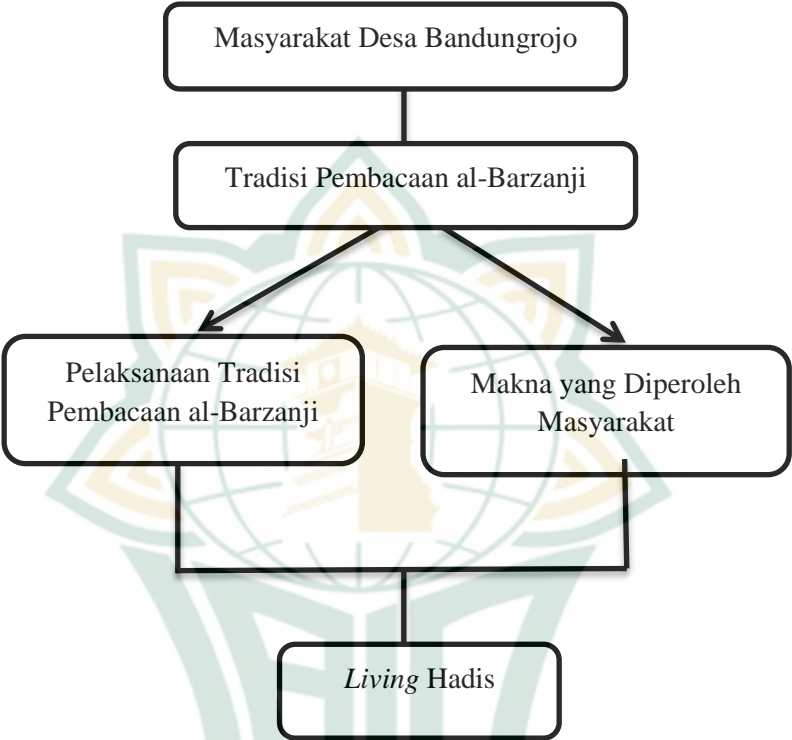 Masyarakat Desa Bandungrojo
Tradisi Pembacaan al-Barzanji
Pelaksanaan Tradisi
Pembacaan al-Barzanji
Makna yang Diperoleh
Masyarakat
Living Hadis